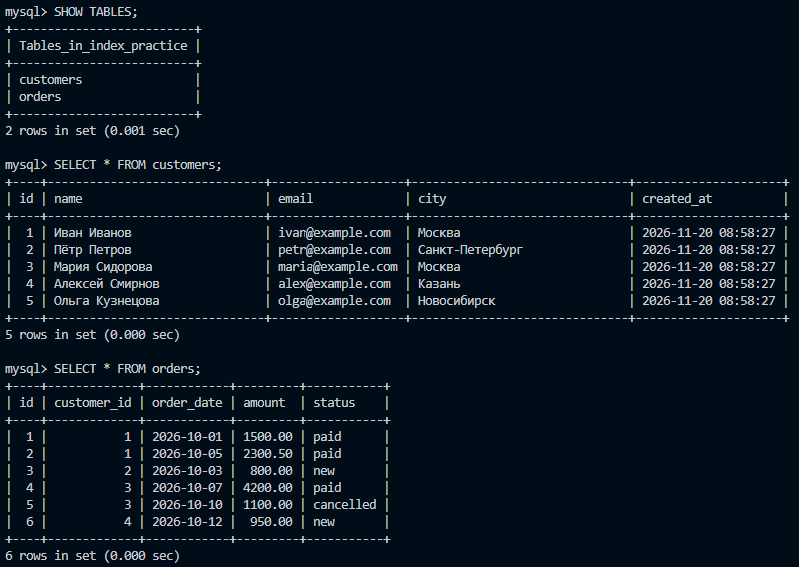 mysql> SHOW TABLES;
+---------------------------+
| Tables_in_index_practice |
+---------------------------+
| customers |
| orders |
+---------------------------+
2 rows in set (0.001 sec)
mysql> SELECT * FROM customers;
+----+---------------------------+-----------------+---------------------------+---------------------+
| id | name | email | city | created_at |
+----+---------------------------+-----------------+---------------------------+---------------------+
| 1 | Иван Иванов | ivan@example.com | Москва | 2026-11-20 08:58:27 |
| 2 | Пётр Петров | petr@example.com | Санкт-Петербург | 2026-11-20 08:58:27 |
| 3 | Мария Сидорова | maria@example.com | Москва | 2026-11-20 08:58:27 |
| 4 | Алексей Смирнов | alex@example.com | Казань | 2026-11-20 08:58:27 |
| 5 | Ольга Кузнецова | olga@example.com | Новосибирск | 2026-11-20 08:58:27 |
+----+---------------------------+-----------------+---------------------------+---------------------+
5 rows in set (0.000 sec)
mysql> SELECT * FROM orders;
+----+-------------+------------+---------+-----------+
| id | customer_id | order_date | amount | status |
+----+-------------+------------+---------+-----------+
| 1 | 1 | 2026-10-01 | 1500.00 | paid |
| 2 | 1 | 2026-10-05 | 2300.50 | paid |
| 3 | 2 | 2026-10-03 | 800.00 | new |
| 4 | 3 | 2026-10-07 | 4200.00 | paid |
| 5 | 3 | 2026-10-10 | 1100.00 | cancelled |
| 6 | 4 | 2026-10-12 | 950.00 | new |
+----+-------------+------------+---------+-----------+
6 rows in set (0.000 sec)